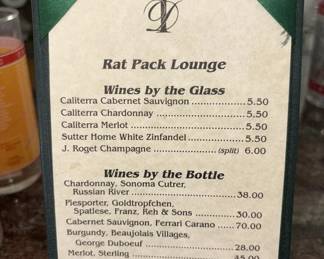 Rat Pack Lounge
Wines by the Glass
Caliterra Cabernet Sauvignon ........................5.50
Caliterra Chardonnay ....................................5.50
Caliterra Merlot ............................................5.50
Sutter Home White Zinfandel .........................5.50
J. Roget Champagne ........................(split) 6.00
Wines by the Bottle
Chardonnay, Sonoma Cutrer,
Russian River ................................38.00
Piesporter, Goldtropfchen,
Spatlese, Franz, Reh & Sons .............30.00
Cabernet Sauvignon, Ferrari Carano .....70.00
Burgundy, Beaujolais Villages,
George Duboeuf ............................28.00
Merlot, Sterling